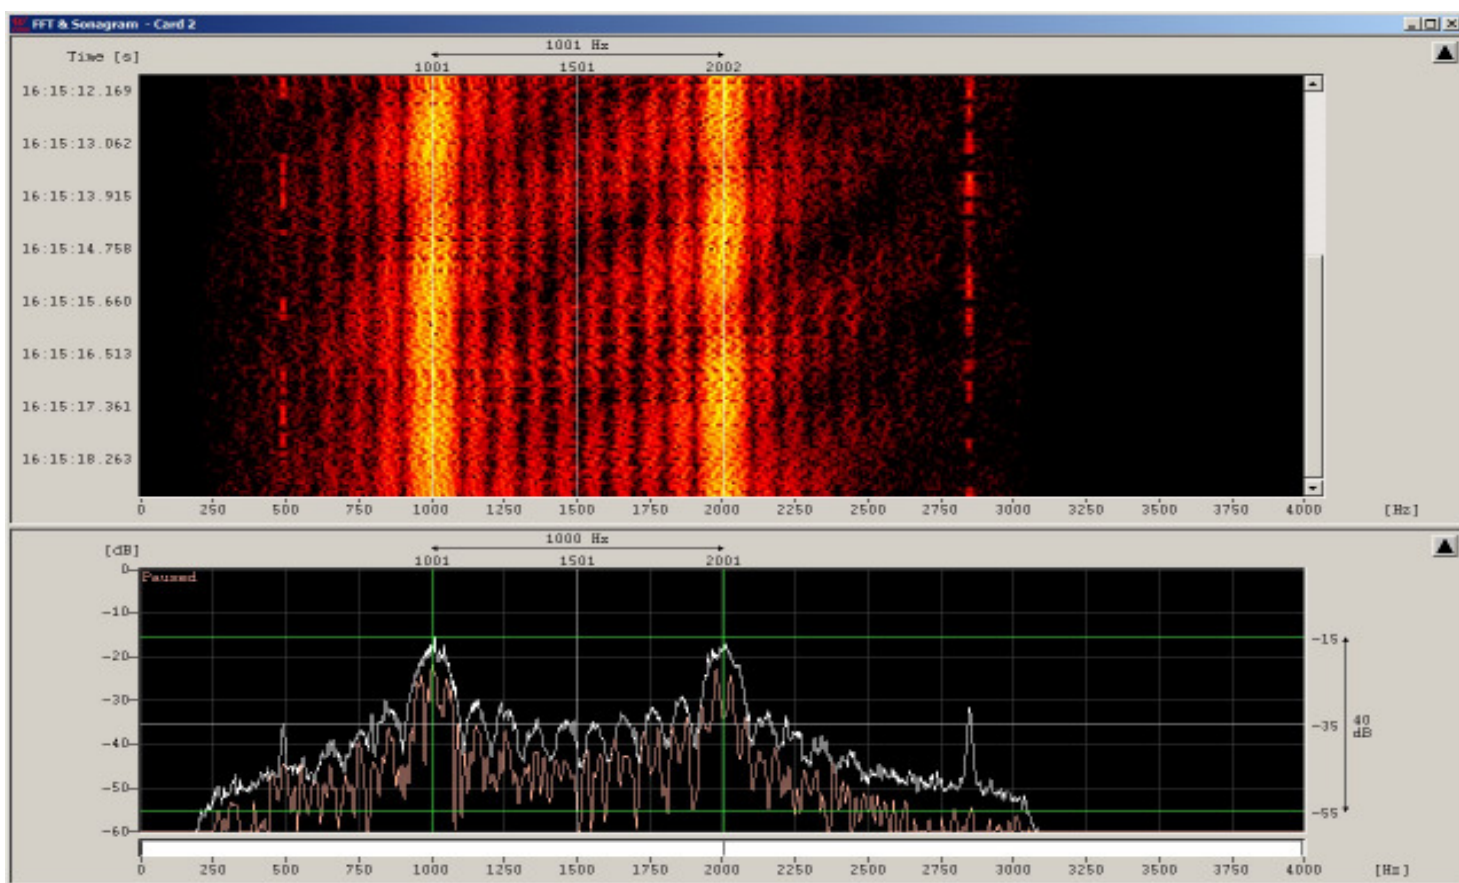 FFT & Sonagram - Card 2
1001 Hz
Time [s]
1001 1501 2002
16:15:12.169
16:15:13.062
16:15:13.915
16:15:14.758
16:15:15.660
16:15:16.513
16:15:17.361
16:15:18.263
0 250 500 750 1000 1250 1500 1750 2000 2250 2500 2750 3000 3250 3500 3750 4000 [Hz]
1000 Hz
[dB]
1001 1501 2001
0
Paused
-10
-15
-20
-30
-35 40 dB
-40
-50
-55
-60
0 250 500 750 1000 1250 1500 1750 2000 2250 2500 2750 3000 3250 3500 3750 4000 [Hz]